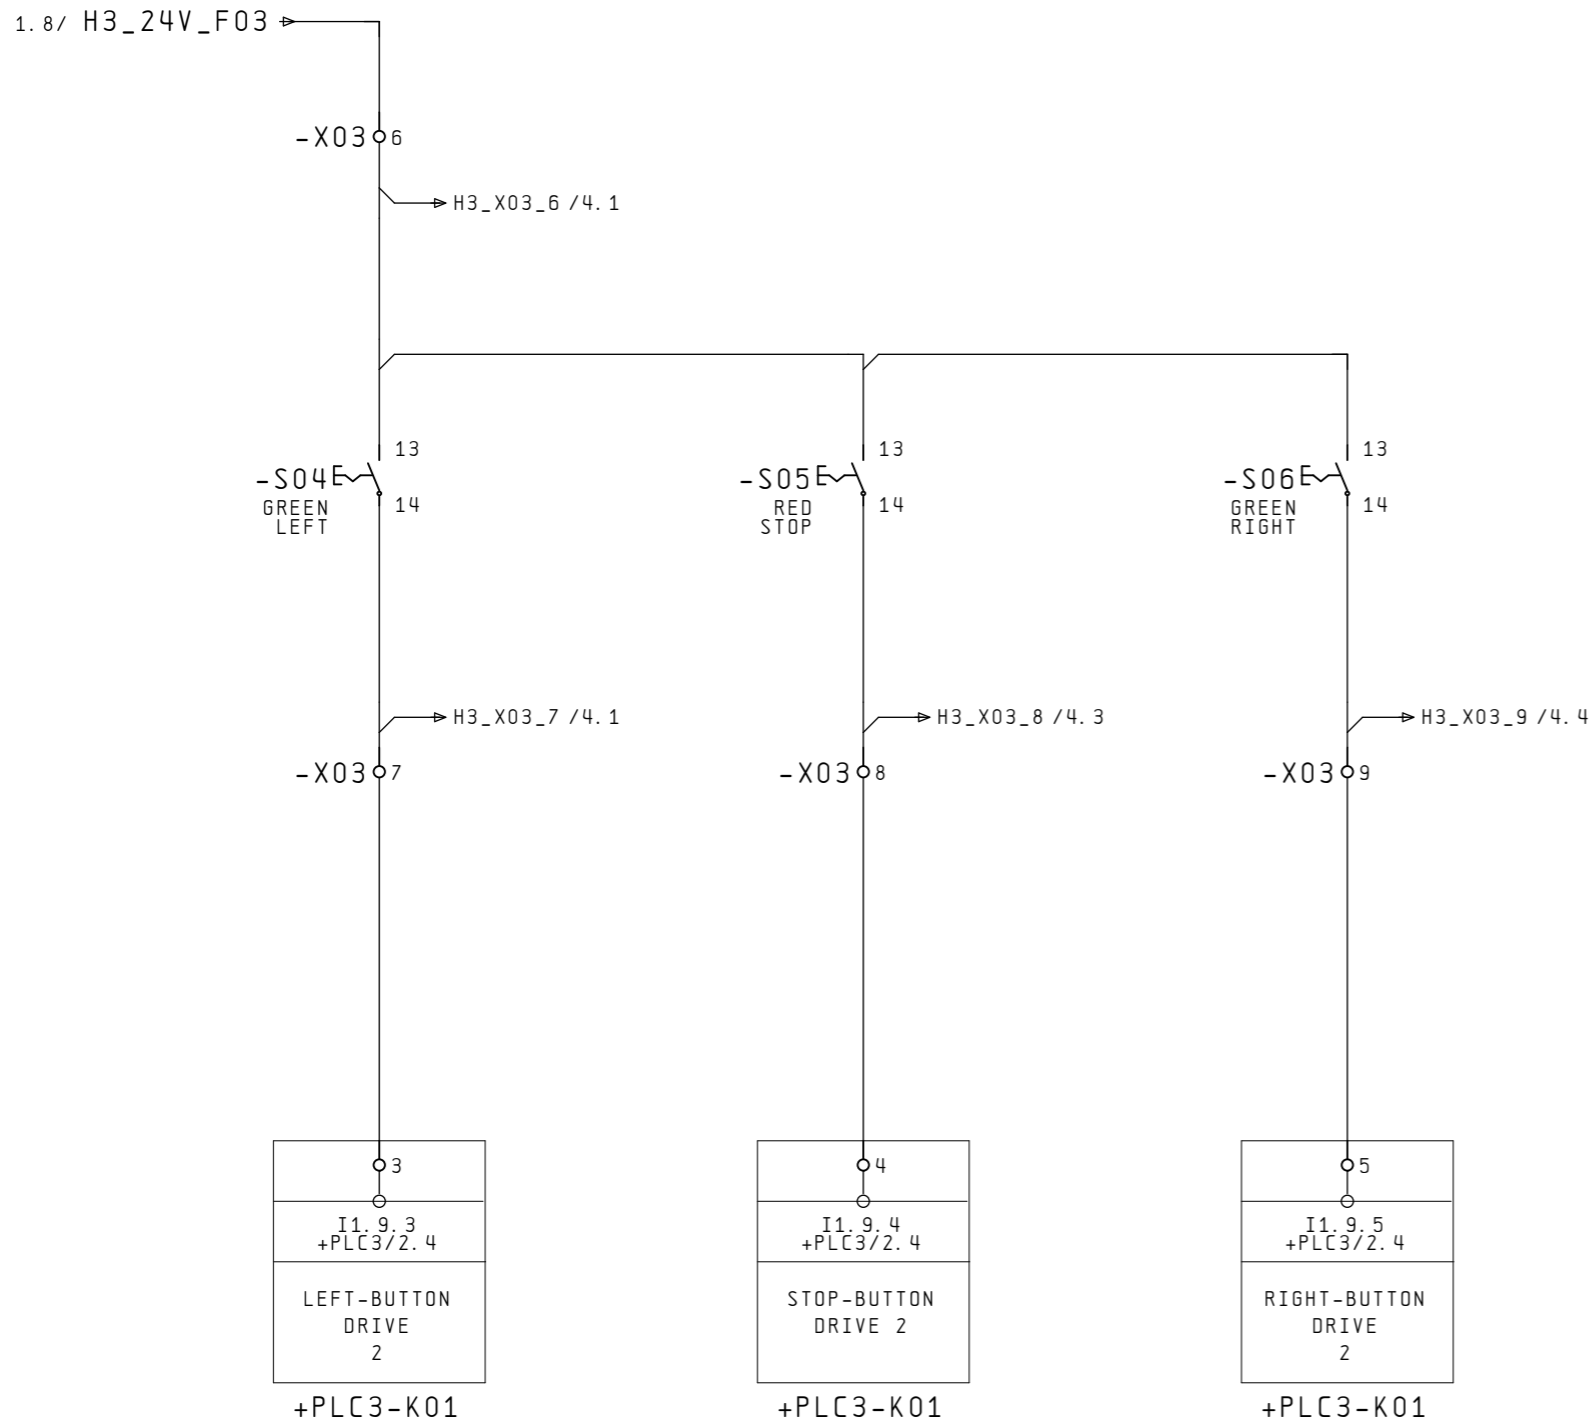 1.8/ H3_24V_F03
-X03 6
H3_X03_6 /4.1
13 13 13
-S04 -S05 -S06
14 14 14
GREEN RED GREEN
LEFT STOP RIGHT
H3_X03_7 /4.1 H3_X03_8 /4.3 H3_X03_9 /4.4
-X03 7 -X03 8 -X03 9
3 4 5
I1.9.3 I1.9.4 I1.9.5
+PLC3/2.4 +PLC3/2.4 +PLC3/2.4
LEFT-BUTTON STOP-BUTTON RIGHT-BUTTON
DRIVE DRIVE 2 DRIVE
2 2
+PLC3-K01 +PLC3-K01 +PLC3-K01